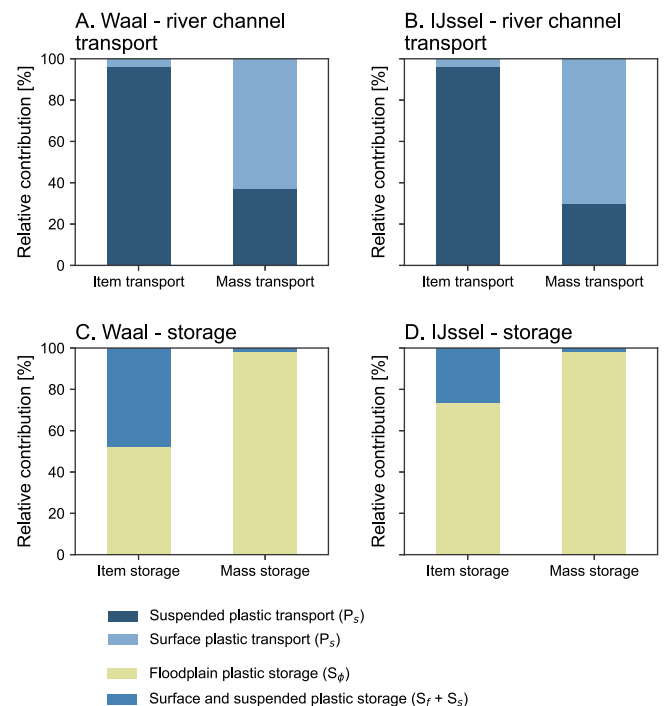 A. Waal - river channel
transport
Relative contribution [%]
100
80
60
40
20
0
Item transport
Mass transport
B. IJssel - river channel
transport
Relative contribution [%]
Item transport
Mass transport
C. Waal - storage
Relative contribution [%]
100
80
60
40
20
0
Item storage
Mass storage
D. IJssel - storage
Relative contribution [%]
Item storage
Mass storage
Suspended plastic transport (Pₛ)
Surface plastic transport (Pₛ)
Floodplain plastic storage (S_ϕ)
Surface and suspended plastic storage (S_f + Sₛ)